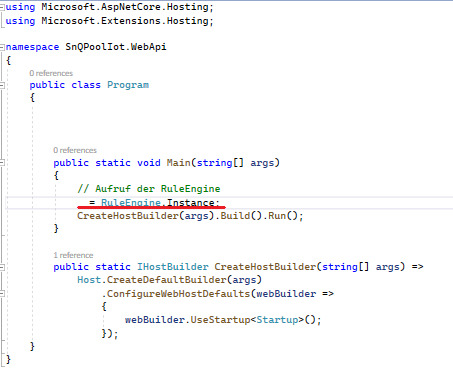 using Microsoft.AspNetCore.Hosting;
using Microsoft.Extensions.Hosting;
namespace SnQPoolIot.WebApi
{
0 references
public class Program
{
0 references
public static void Main(string[] args)
{
// Aufruf der RuleEngine
_ = RuleEngine.Instance;
CreateHostBuilder(args).Build().Run();
}
1 reference
public static IHostBuilder CreateHostBuilder(string[] args) =>
Host.CreateDefaultBuilder(args)
.ConfigureWebHostDefaults(webBuilder =>
{
webBuilder.UseStartup<Startup>();
});
}
}